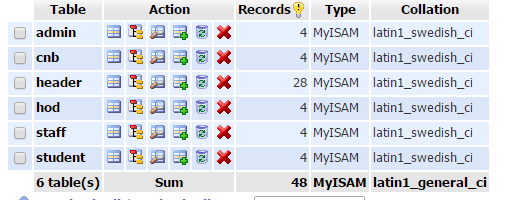 Table Action Records Type Collation
admin 4 MyISAM latin1_swedish_ci
cnb 4 MyISAM latin1_swedish_ci
header 28 MyISAM latin1_swedish_ci
hod 4 MyISAM latin1_swedish_ci
staff 4 MyISAM latin1_swedish_ci
student 4 MyISAM latin1_swedish_ci
6 table(s) Sum 48 MyISAM latin1_general_ci